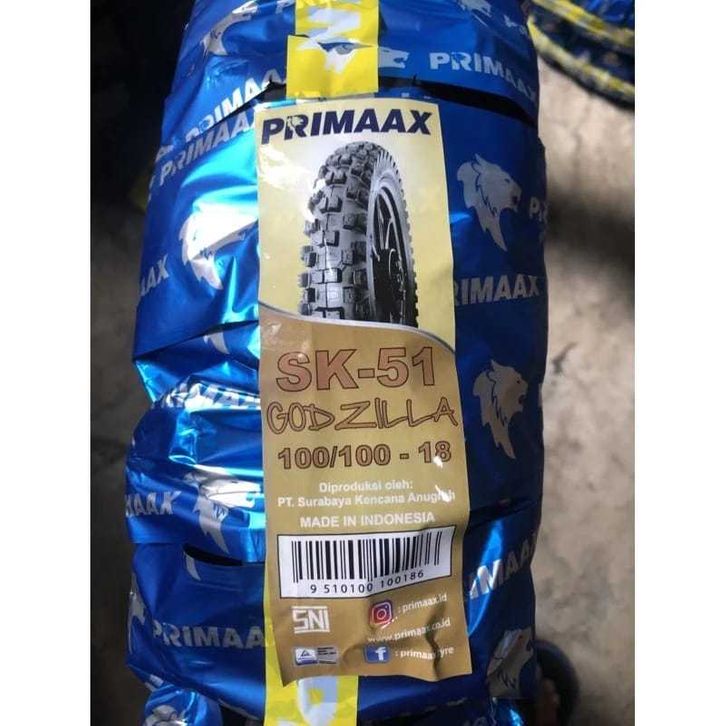 PRIMAAX
PRIMAAX
PRIMAAX
PRIMAAX
SK-51
GODZILLA
100/100 - 18
Diproduksi oleh:
PT. Surabaya Kencana Anugrah
MADE IN INDONESIA
9 510100 100186
SNI
: primaax.id
www.primaax.co.id
: primaaxtyre
PRIMAAX
PRIMAAX